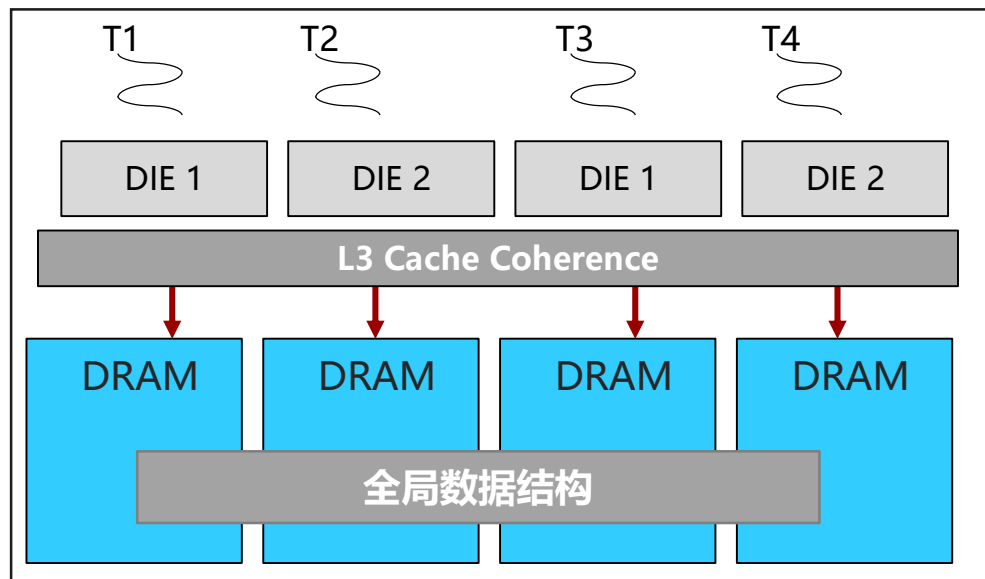 T1 T2 T3 T4
DIE 1 DIE 2 DIE 1 DIE 2
L3 Cache Coherence
DRAM DRAM DRAM DRAM
全局数据结构